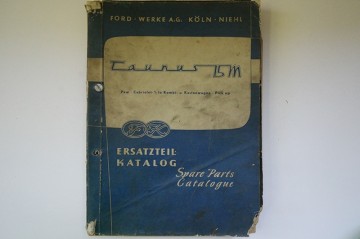 FORD - WERKE A.G. KÖLN - NIEHL
Taunus 15M
ERSATZTEIL
KATALOG
Spare Parts
Catalogue